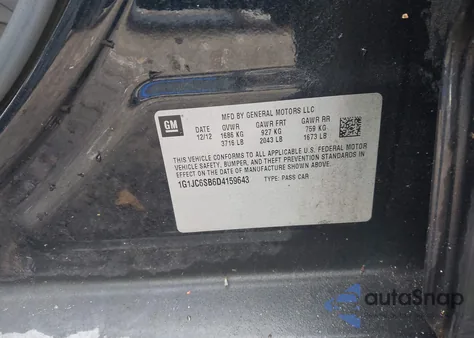 GM
MFD BY GENERAL MOTORS LLC
DATE GVWR GAWR FRT GAWR RR
12/12 1686 KG 927 KG 759 KG
3716 LB 2043 LB 1673 LB
THIS VEHICLE CONFORMS TO ALL APPLICABLE U.S. FEDERAL MOTOR
VEHICLE SAFETY, BUMPER, AND THEFT PREVENTION STANDARDS IN
EFFECT ON THE DATE OF MANUFACTURE SHOWN ABOVE.
1G1JC6SB6D4159643 TYPE: PASS CAR
autoSnap